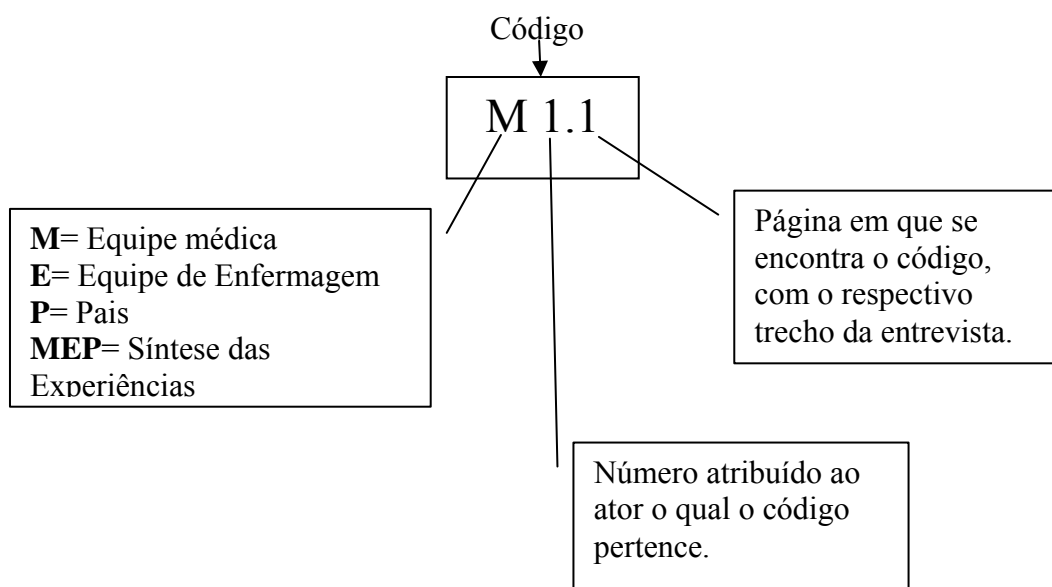 Código
M 1.1
M= Equipe médica
E= Equipe de Enfermagem
P= Pais
MEP= Síntese das
Experiências
Página em que se
encontra o código,
com o respectivo
trecho da entrevista.
Número atribuído ao
ator o qual o código
pertence.